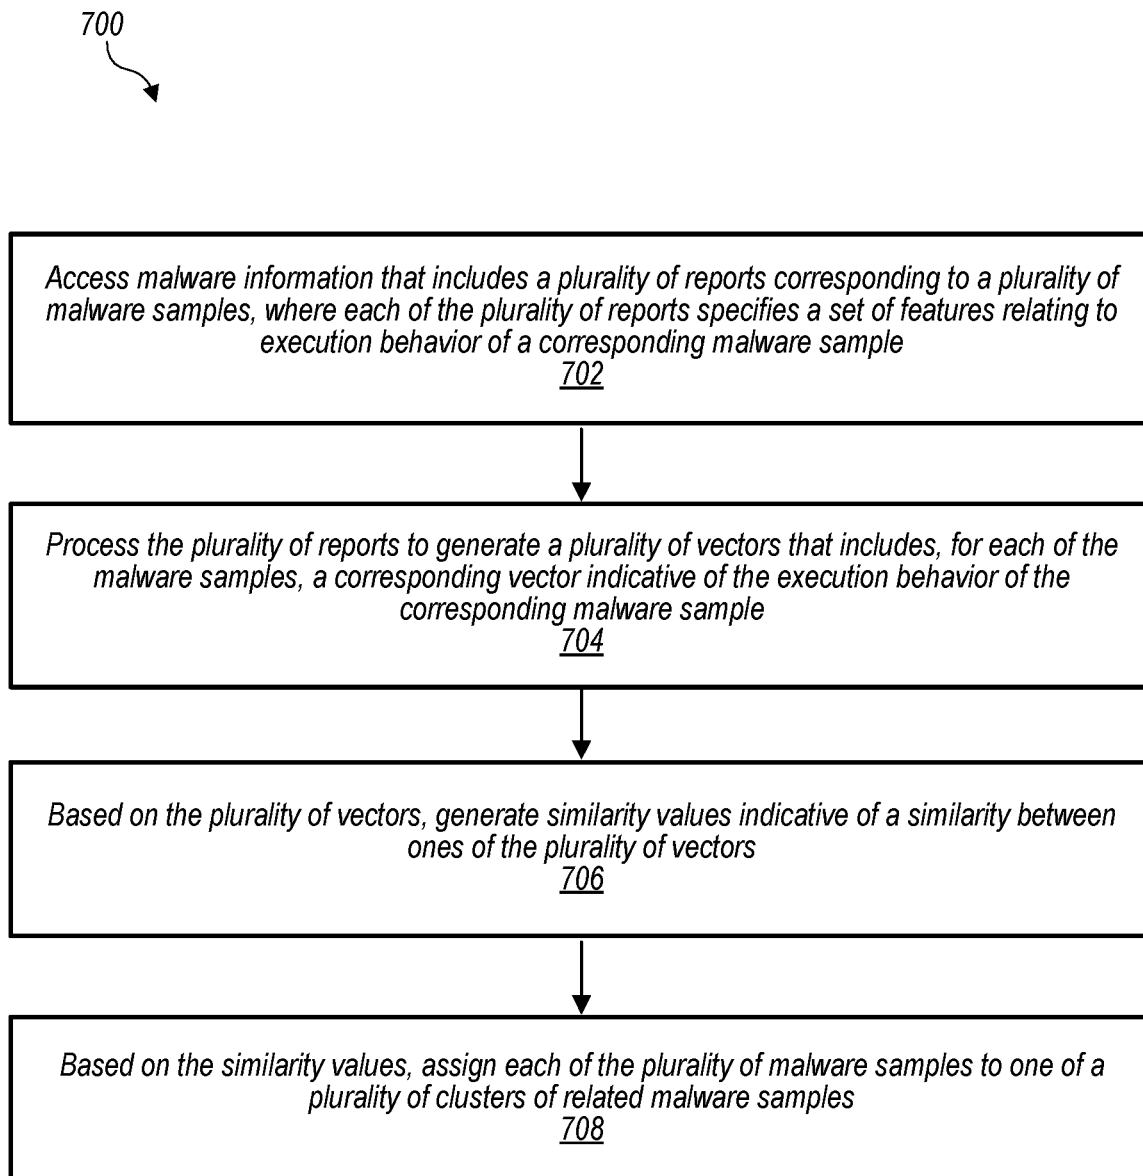 700
Access malware information that includes a plurality of reports corresponding to a plurality of
malware samples, where each of the plurality of reports specifies a set of features relating to
execution behavior of a corresponding malware sample
702
Process the plurality of reports to generate a plurality of vectors that includes, for each of the
malware samples, a corresponding vector indicative of the execution behavior of the
corresponding malware sample
704
Based on the plurality of vectors, generate similarity values indicative of a similarity between
ones of the plurality of vectors
706
Based on the similarity values, assign each of the plurality of malware samples to one of a
plurality of clusters of related malware samples
708